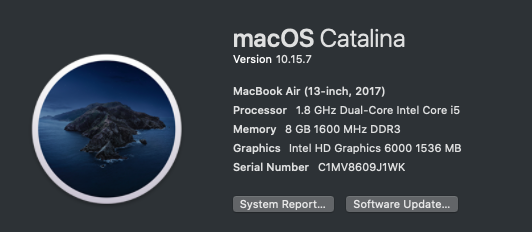 macOS Catalina
Version 10.15.7
MacBook Air (13-inch, 2017)
Processor 1.8 GHz Dual-Core Intel Core i5
Memory 8 GB 1600 MHz DDR3
Graphics Intel HD Graphics 6000 1536 MB
Serial Number C1MV8609J1WK
System Report...
Software Update...